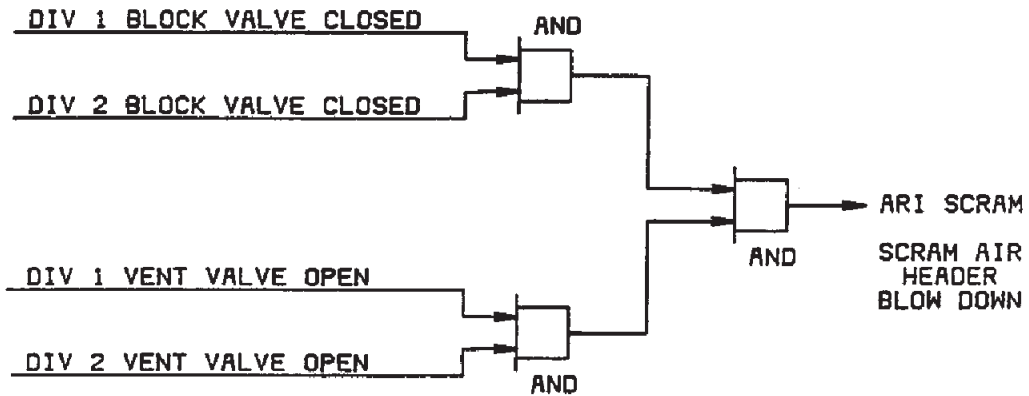 DIV 1 BLOCK VALVE CLOSED
AND
DIV 2 BLOCK VALVE CLOSED
ARI SCRAM
AND
SCRAM AIR
HEADER
BLOW DOWN
DIV 1 VENT VALVE OPEN
DIV 2 VENT VALVE OPEN
AND